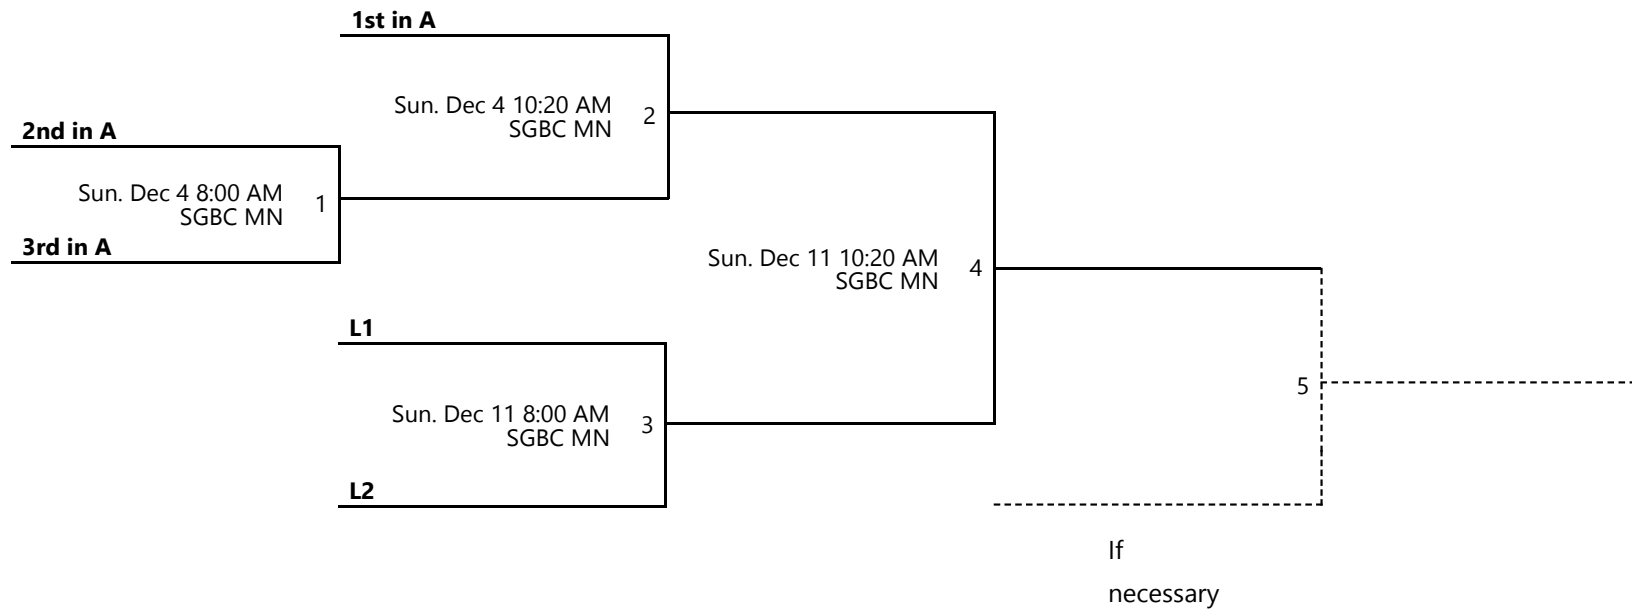 1st in A
Sun. Dec 4 10:20 AM
SGBC MN
2
2nd in A
Sun. Dec 4 8:00 AM
SGBC MN
1
3rd in A
Sun. Dec 11 10:20 AM
SGBC MN
4
L1
Sun. Dec 11 8:00 AM
SGBC MN
3
L2
5
If
necessary